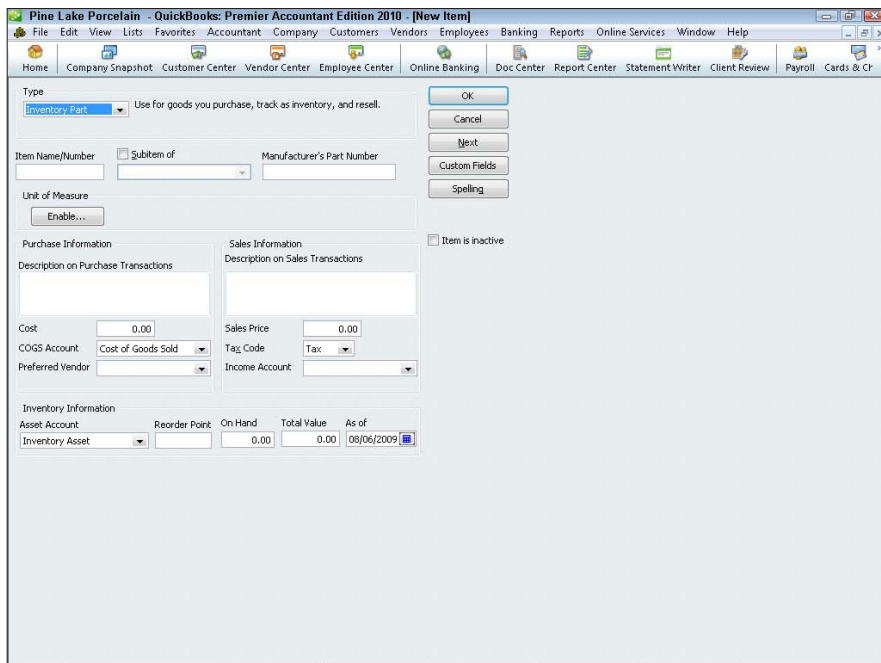 Pine Lake Porcelain - QuickBooks: Premier Accountant Edition 2010 - [New Item]
File Edit View Lists Favorites Accountant Company Customers Vendors Employees Banking Reports Online Services Window Help
Home Company Snapshot Customer Center Vendor Center Employee Center Online Banking Doc Center Report Center Statement Writer Client Review Payroll Cards & Ch
Type
Inventory Part Use for goods you purchase, track as inventory, and resell.
OK
Cancel
Next
Custom Fields
Spelling
Item Name/Number Subitem of Manufacturer's Part Number
Unit of Measure
Enable...
Item is inactive
Purchase Information
Description on Purchase Transactions
Cost 0.00
COGS Account Cost of Goods Sold
Preferred Vendor
Sales Information
Description on Sales Transactions
Sales Price 0.00
Tax Code Tax
Income Account
Inventory Information
Asset Account Reorder Point On Hand Total Value As of
Inventory Asset 0.00 0.00 08/06/2009